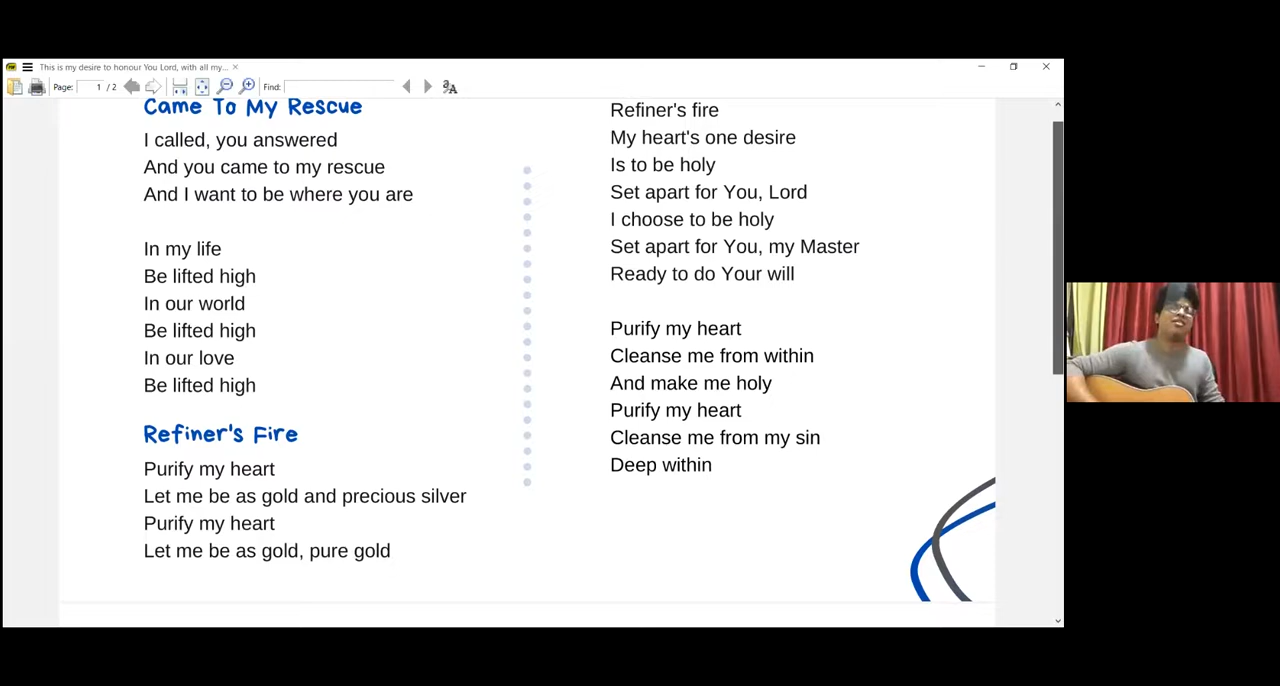 This is my desire to honour You Lord, with all my...
Page: 1 / 2 Find:
Came To My Rescue
I called, you answered
And you came to my rescue
And I want to be where you are
In my life
Be lifted high
In our world
Be lifted high
In our love
Be lifted high
Refiner's Fire
Purify my heart
Let me be as gold and precious silver
Purify my heart
Let me be as gold, pure gold
Refiner's fire
My heart's one desire
Is to be holy
Set apart for You, Lord
I choose to be holy
Set apart for You, my Master
Ready to do Your will
Purify my heart
Cleanse me from within
And make me holy
Purify my heart
Cleanse me from my sin
Deep within